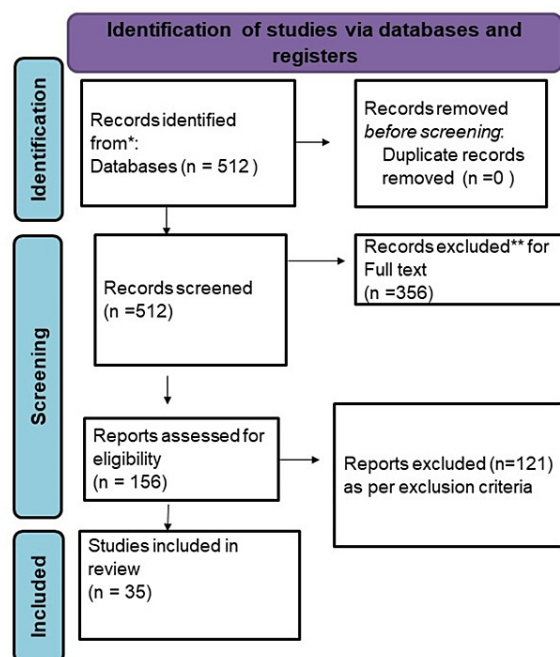 Identification of studies via databases and
registers
Identification
Records identified
from*:
Databases (n = 512 )
Records removed
before screening:
Duplicate records
removed (n =0 )
Screening
Records screened
(n =512)
Records excluded** for
Full text
(n =356)
Reports assessed for
eligibility
(n = 156)
Reports excluded (n=121)
as per exclusion criteria
Included
Studies included in
review
(n = 35)